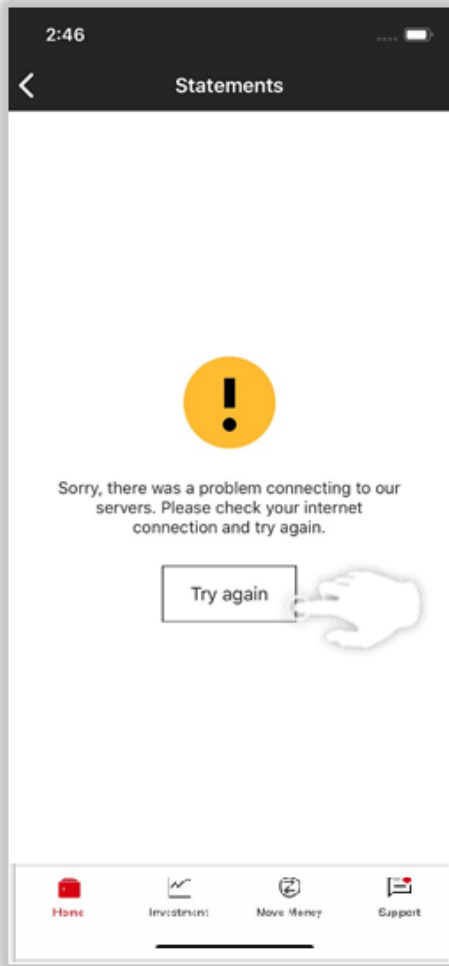 2:46
Statements
Sorry, there was a problem connecting to our
servers. Please check your internet
connection and try again.
Try again
Home
Investment
Move Money
Support